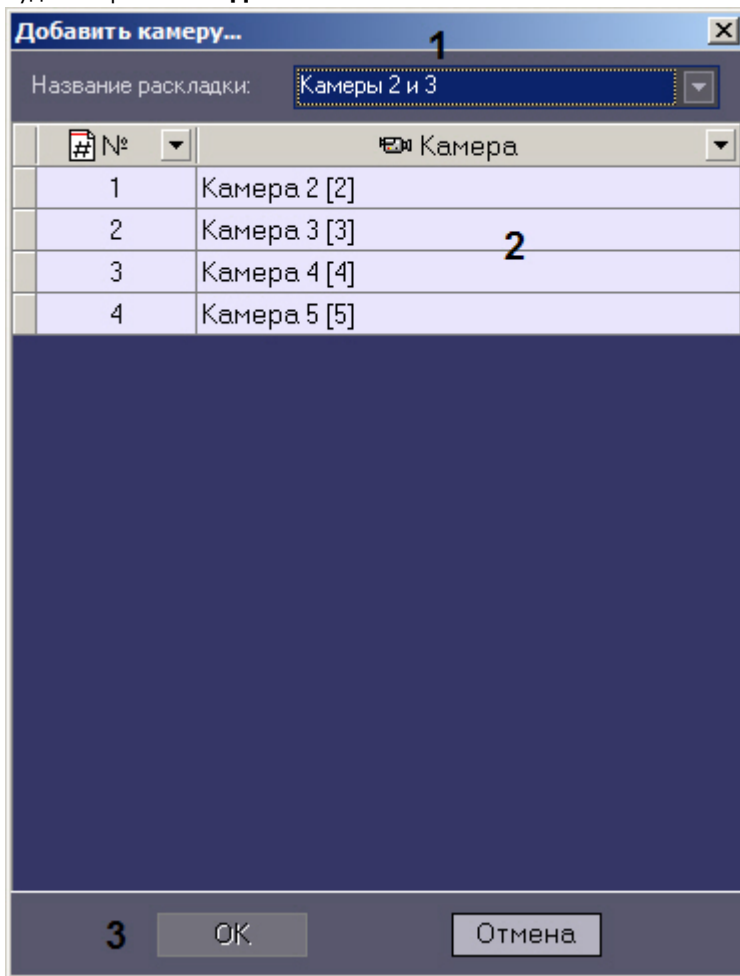 Добавить камеру...
1
Название раскладки: Камеры 2 и 3
№ Камера
1 Камера 2 [2]
2 Камера 3 [3]
2
3 Камера 4 [4]
4 Камера 5 [5]
3 OK Отмена